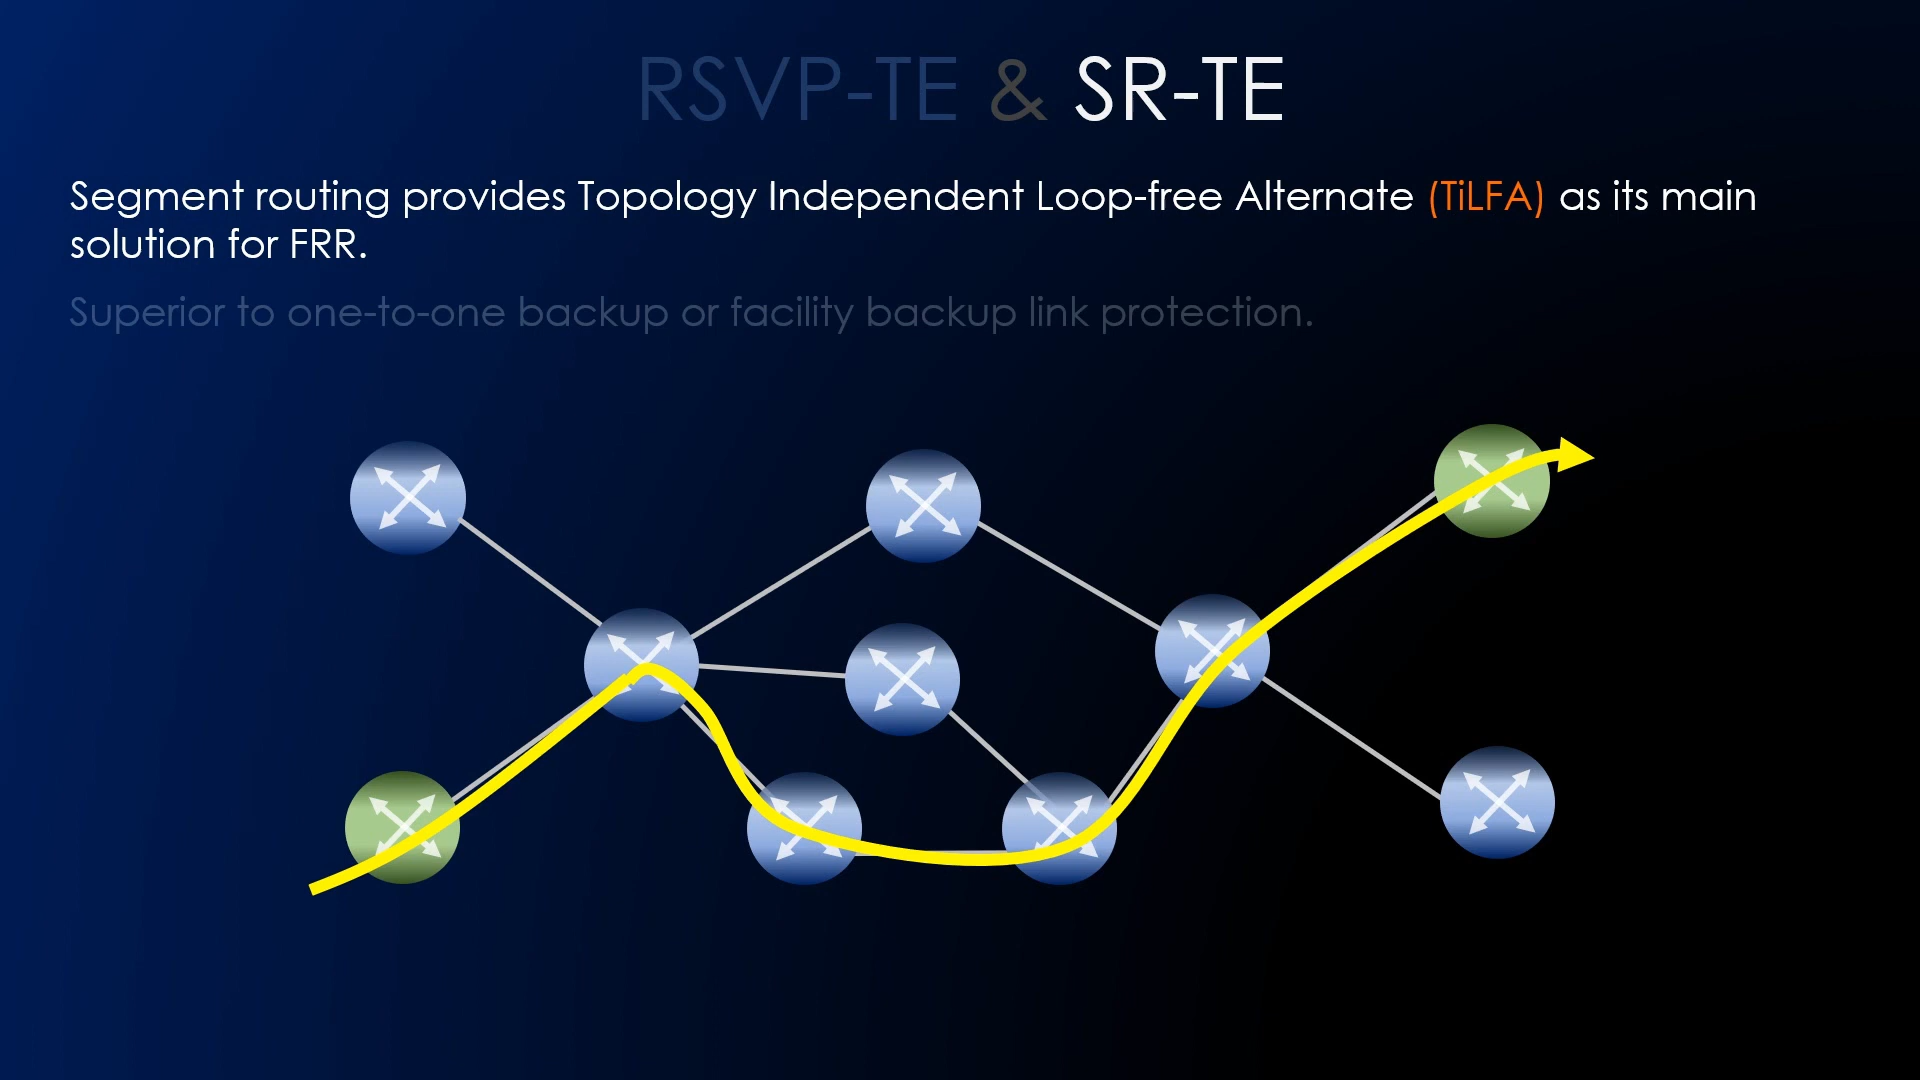 RSVP-TE & SR-TE
Segment routing provides Topology Independent Loop-free Alternate (TiLFA) as its main
solution for FRR.
Superior to one-to-one backup or facility backup link protection.